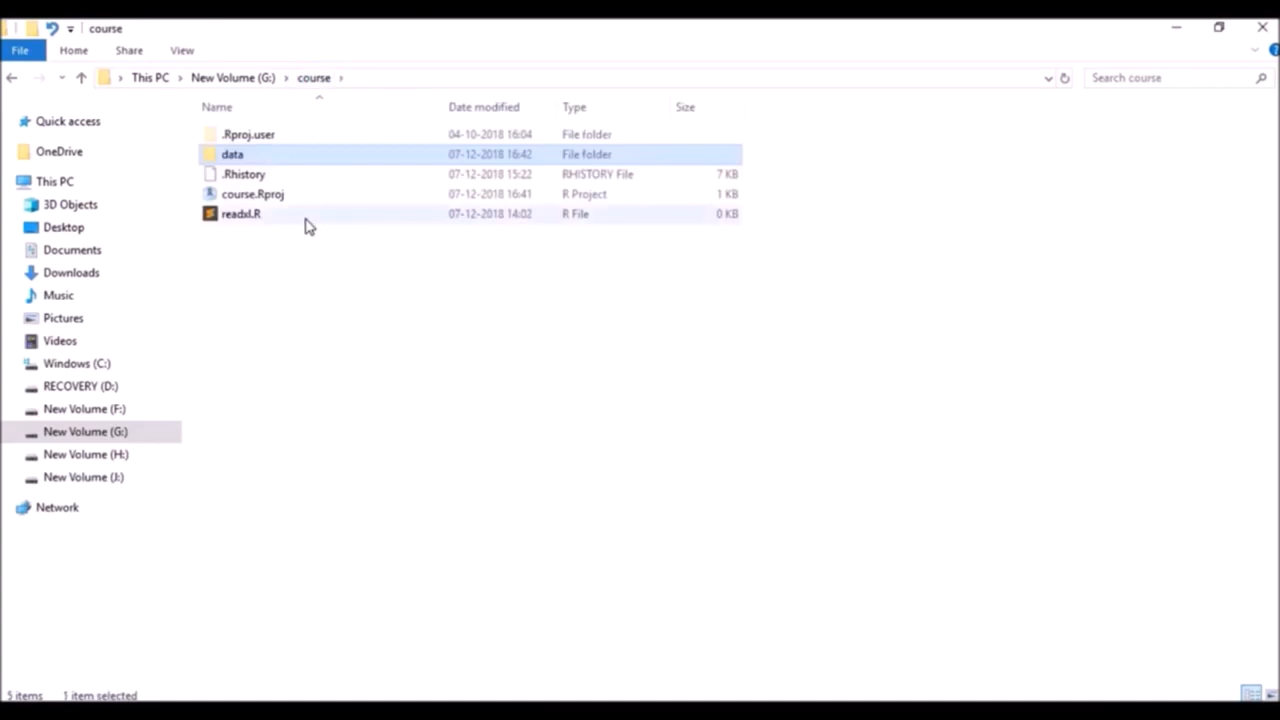 course
File Home Share View
This PC New Volume (G:) course Search course
Name Date modified Type Size
Quick access
OneDrive
This PC
3D Objects
Desktop
Documents
Downloads
Music
Pictures
Videos
Windows (C:)
RECOVERY (D:)
New Volume (F:)
New Volume (G:)
New Volume (H:)
New Volume (J:)
Network
.Rproj.user 04-10-2018 16:04 File folder
data 07-12-2018 16:42 File folder
.Rhistory 07-12-2018 15:22 RHISTORY File 7 KB
course.Rproj 07-12-2018 16:41 R Project 1 KB
readxl.R 07-12-2018 14:02 R File 0 KB
5 items 1 item selected